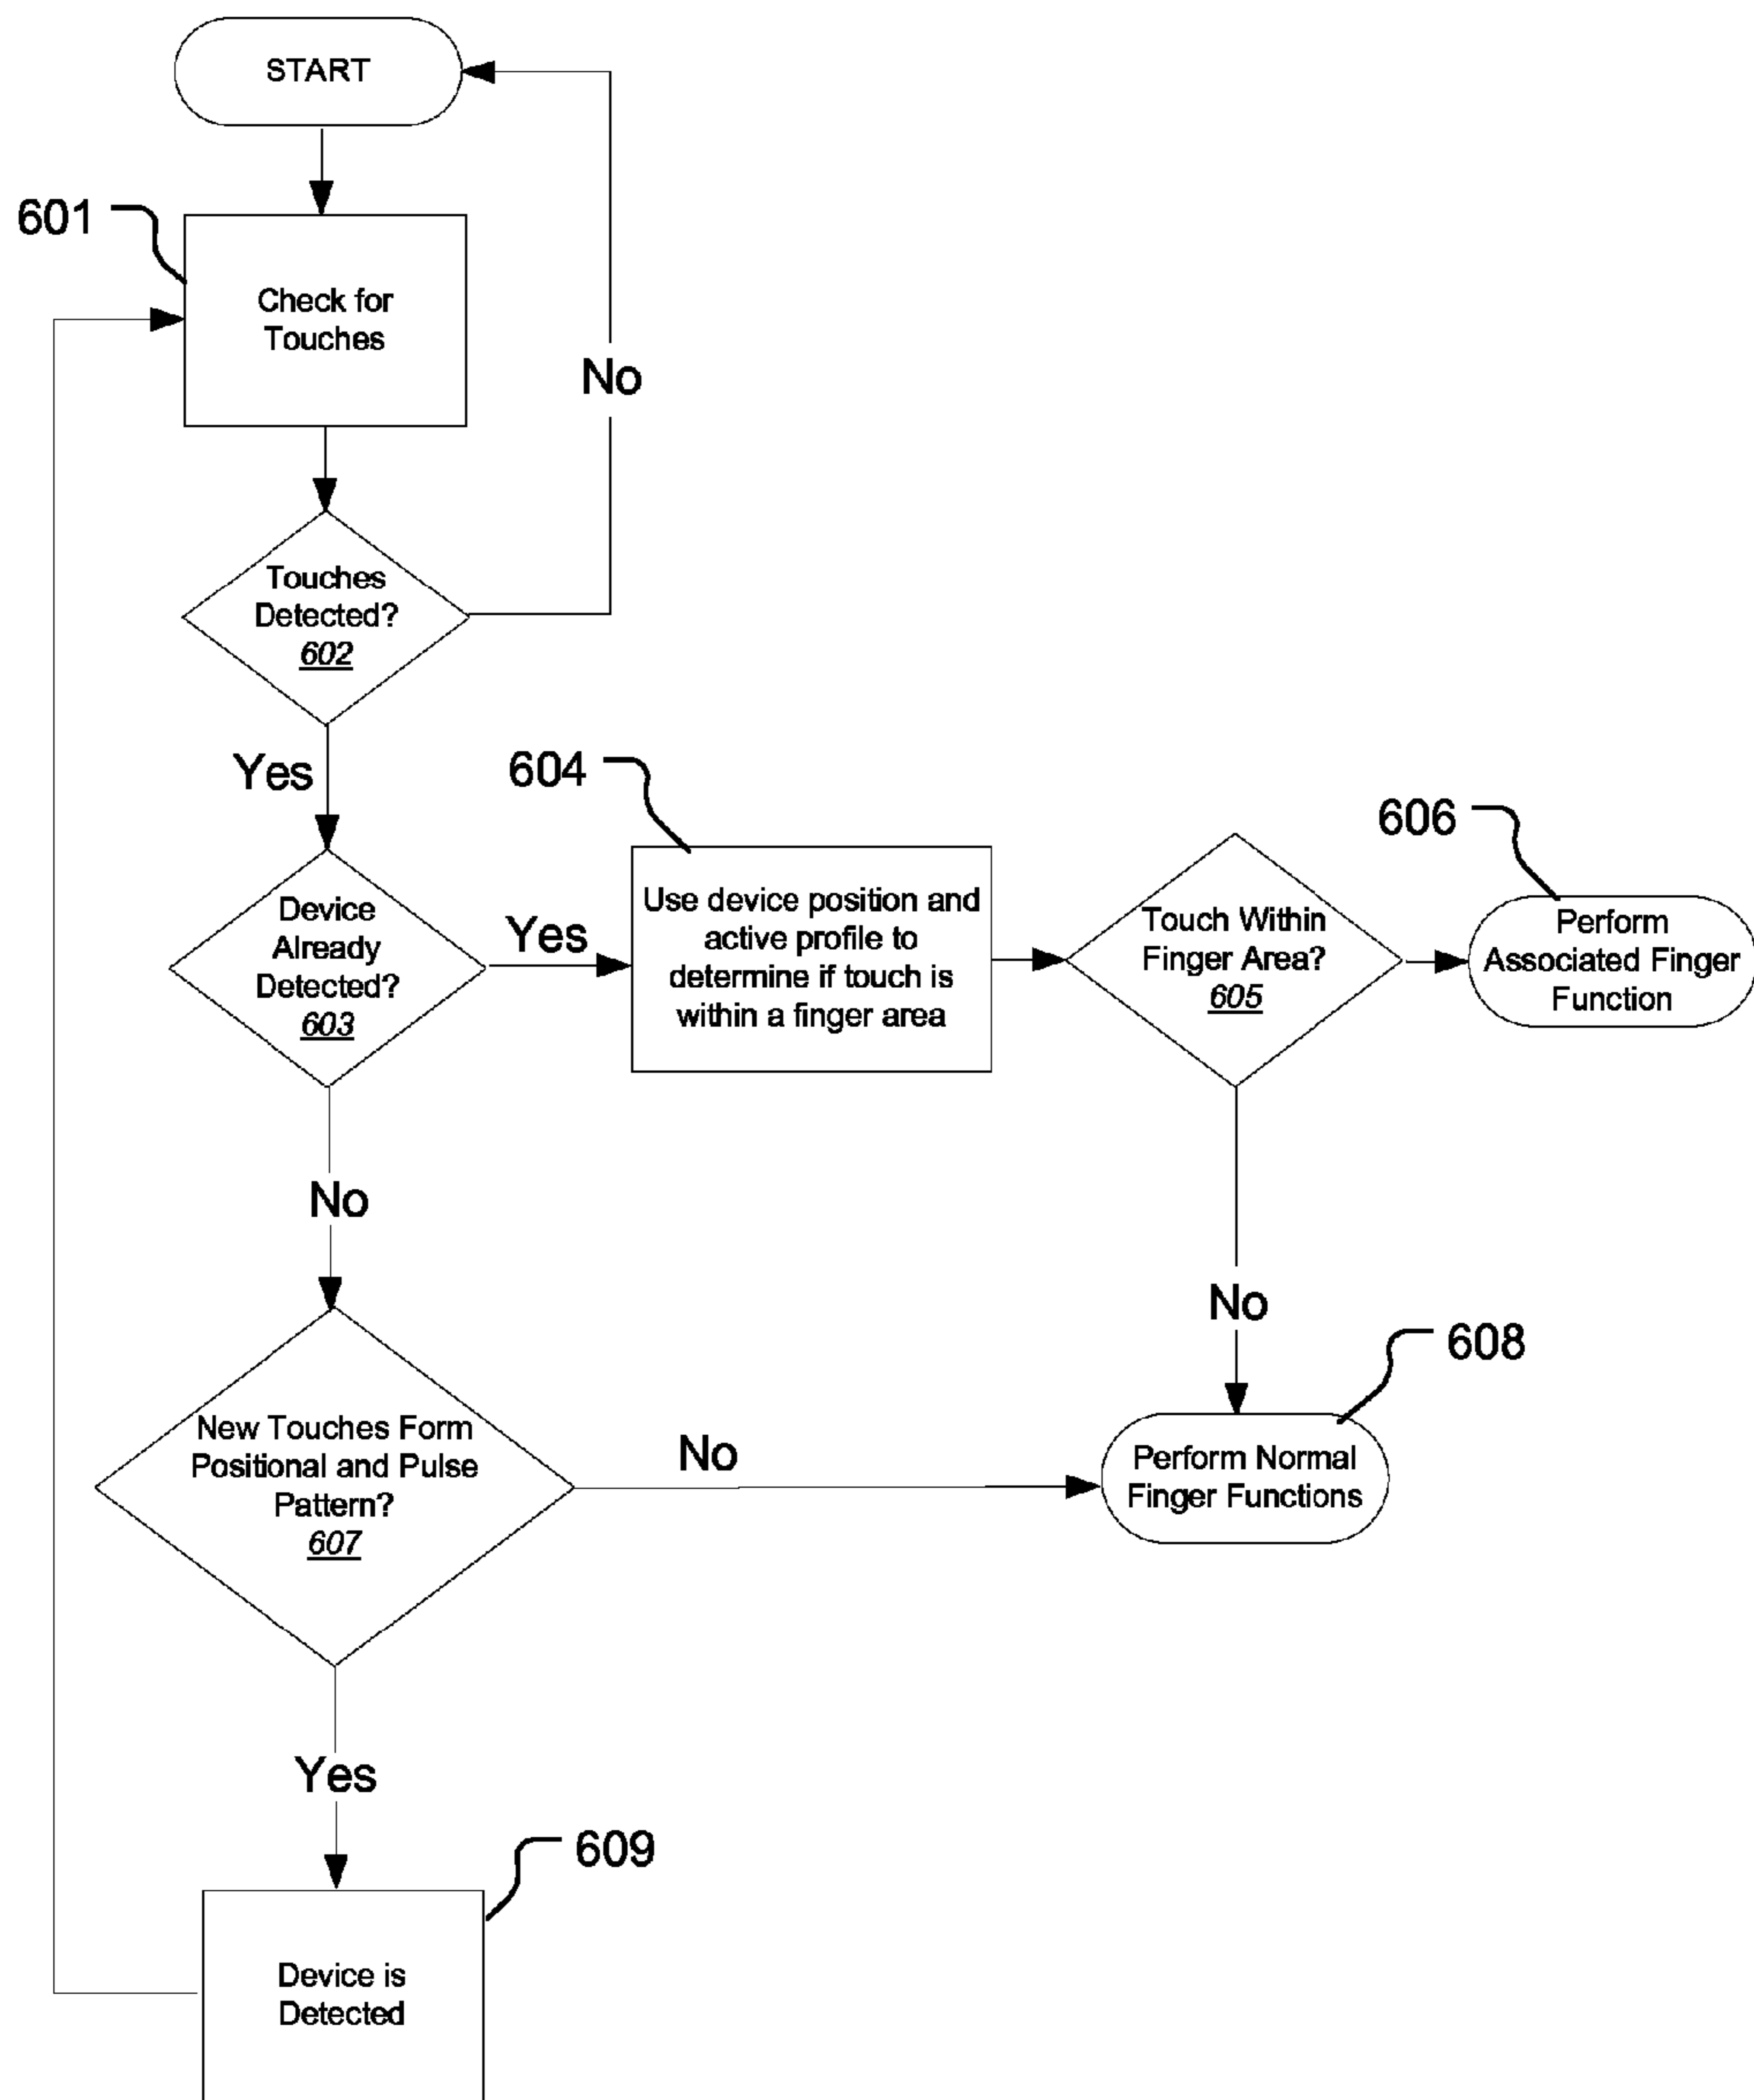 START
601
Check for
Touches
No
Touches
Detected?
602
Yes
604
606
Device
Already
Detected?
603
Yes
Use device position and
active profile to
determine if touch is
within a finger area
Touch Within
Finger Area?
605
Perform
Associated Finger
Function
No
No
608
New Touches Form
Positional and Pulse
Pattern?
607
No
Perform Normal
Finger Functions
Yes
609
Device is
Detected